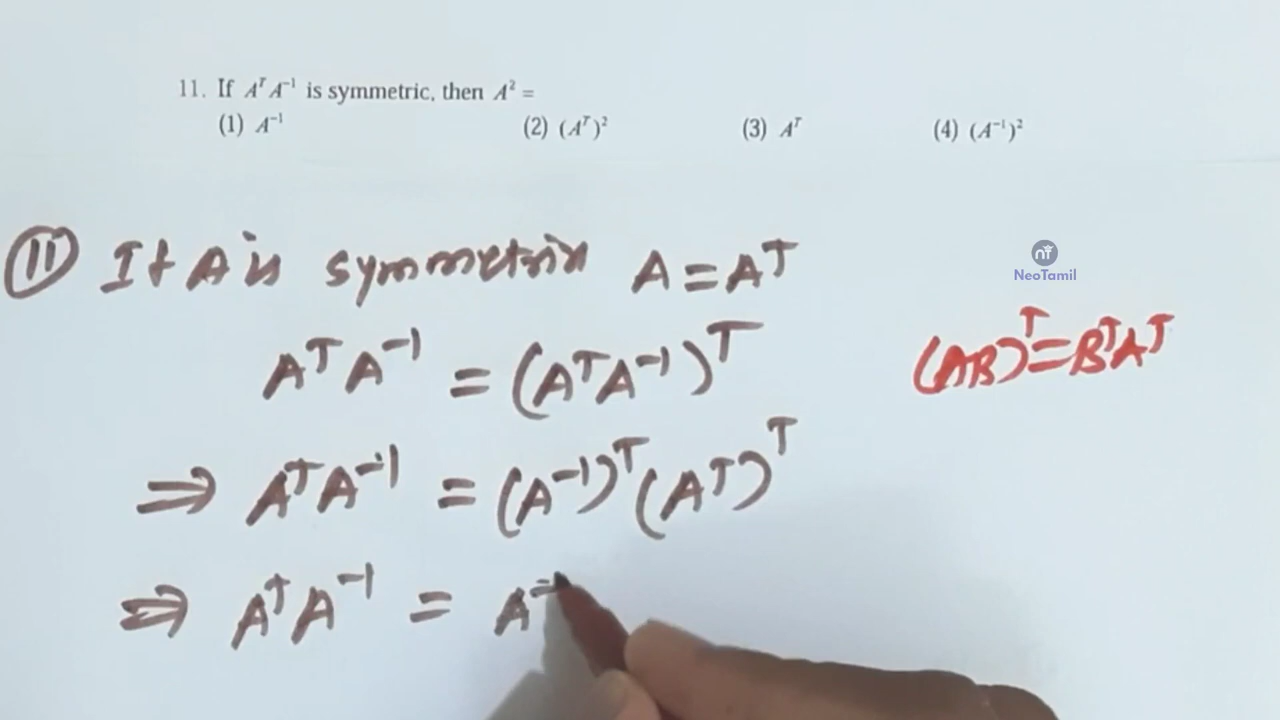 11. If AᵀA⁻¹ is symmetric, then A² =
(1) A⁻¹ (2) (Aᵀ)² (3) Aᵀ (4) (A⁻¹)²
NeoTamil
(11) If A is symmetric A = Aᵀ
AᵀA⁻¹ = (AᵀA⁻¹)ᵀ
(AB)ᵀ = BᵀAᵀ
⇒ AᵀA⁻¹ = (A⁻¹)ᵀ(Aᵀ)ᵀ
⇒ AᵀA⁻¹ = A⁻